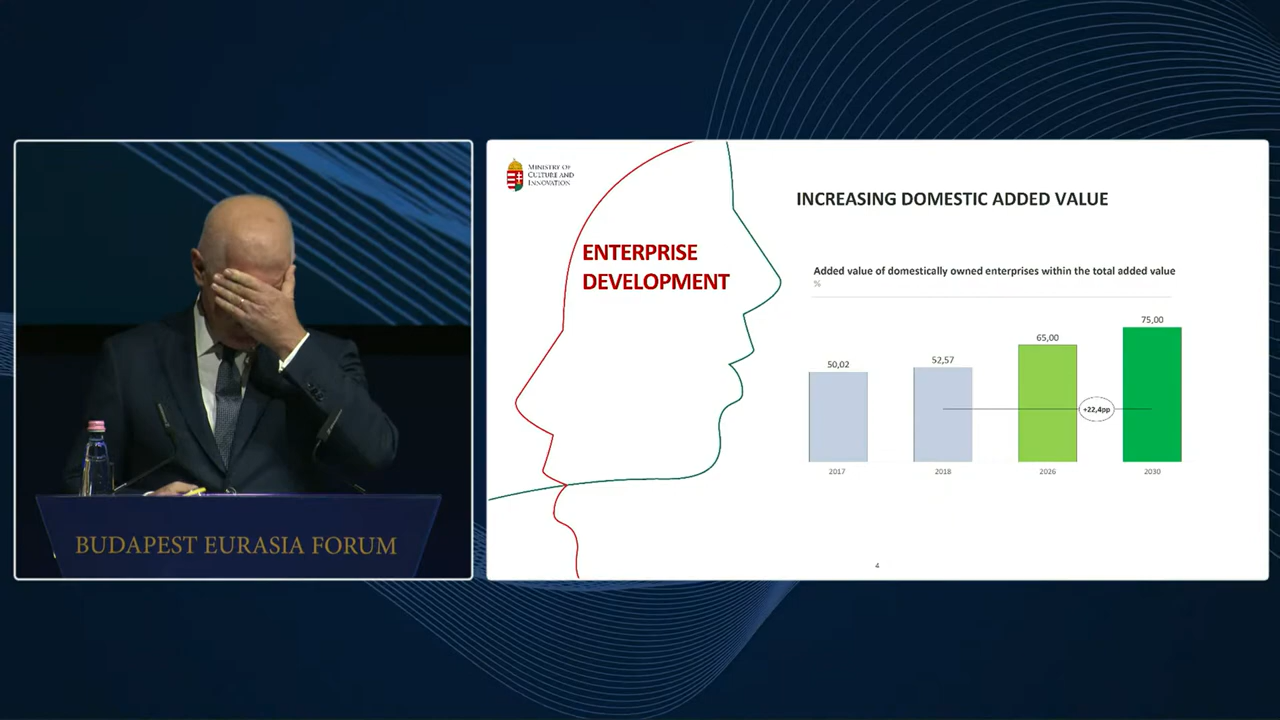 BUDAPEST EURASIA FORUM
MINISTRY OF
CULTURE AND
INNOVATION
ENTERPRISE
DEVELOPMENT
INCREASING DOMESTIC ADDED VALUE
Added value of domestically owned enterprises within the total added value
%
50,02
52,57
65,00
75,00
+22,4pp
2017
2018
2026
2030
4